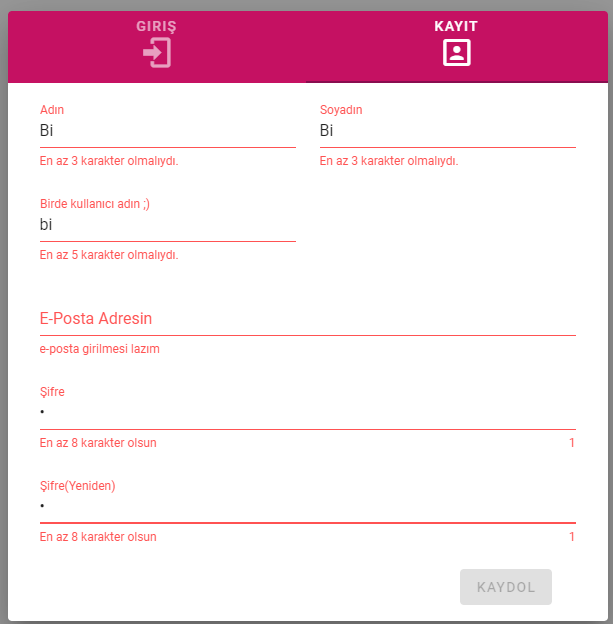 GIRIŞ KAYIT
Adın Soyadın
Bi Bi
En az 3 karakter olmalıydı. En az 3 karakter olmalıydı.
Birde kullanıcı adın ;)
bi
En az 5 karakter olmalıydı.
E-Posta Adresin
e-posta girilmesi lazım
Şifre
•
En az 8 karakter olsun 1
Şifre(Yeniden)
•
En az 8 karakter olsun 1
KAYDOL